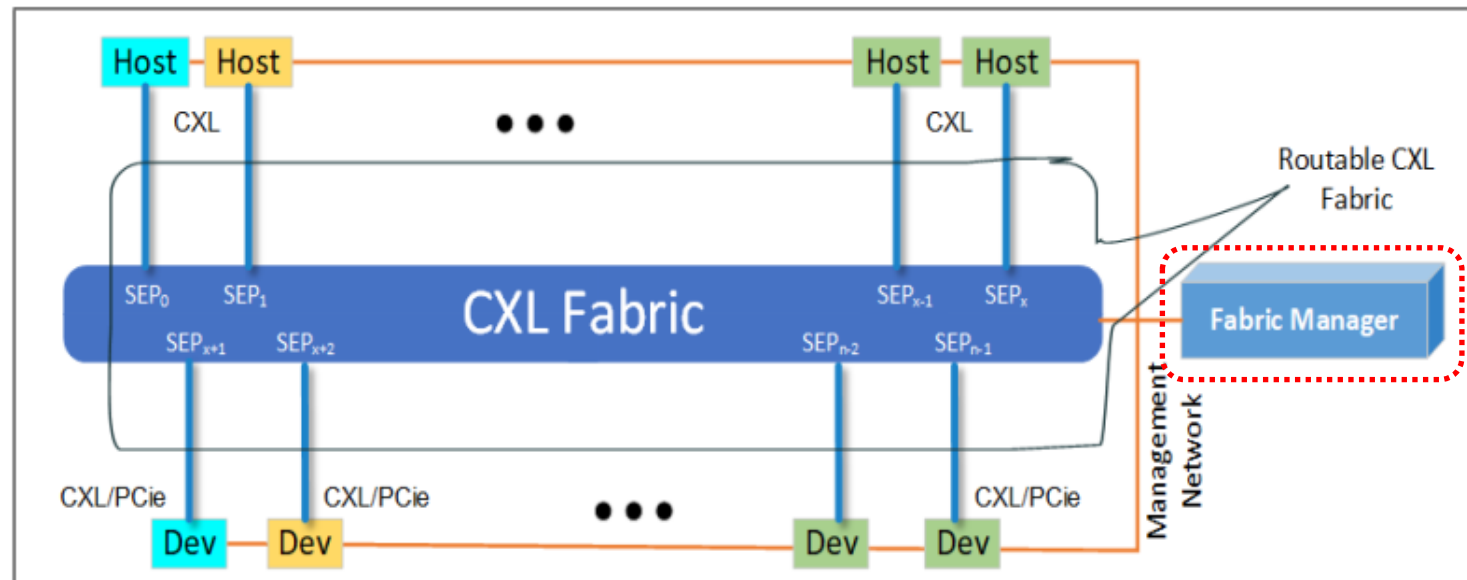 Host Host Host Host
CXL CXL
Routable CXL
Fabric
SEP₀ SEP₁ SEPₓ₋₁ SEPₓ
CXL Fabric
Fabric Manager
SEPₓ₊₁ SEPₓ₊₂ SEPₙ₋₂ SEPₙ₋₁
Management
Network
CXL/PCie CXL/PCie CXL/PCie
Dev Dev Dev Dev